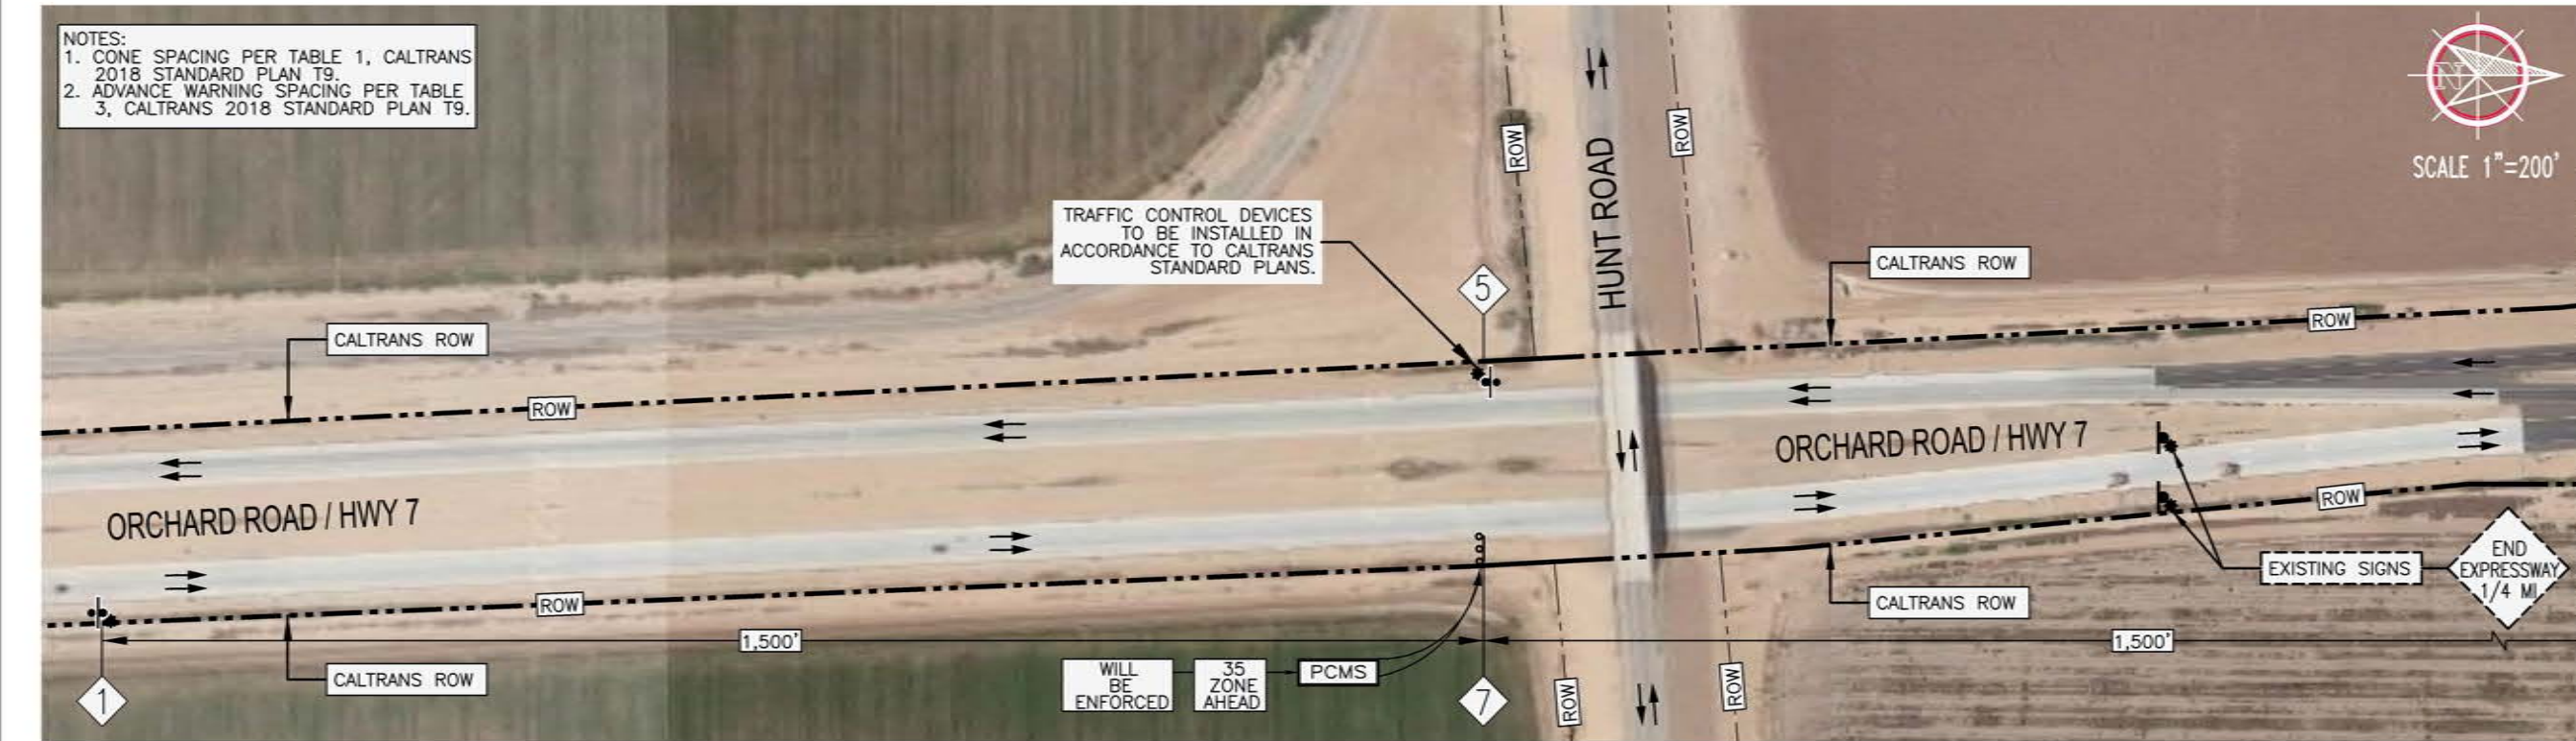 NOTES:
1. CONE SPACING PER TABLE 1, CALTRANS
2018 STANDARD PLAN T9.
2. ADVANCE WARNING SPACING PER TABLE
3, CALTRANS 2018 STANDARD PLAN T9.
N
SCALE 1"=200'
ROW
ROW
HUNT ROAD
TRAFFIC CONTROL DEVICES
TO BE INSTALLED IN
ACCORDANCE TO CALTRANS
STANDARD PLANS.
5
CALTRANS ROW
CALTRANS ROW
ROW
ROW
ORCHARD ROAD / HWY 7
ORCHARD ROAD / HWY 7
ROW
ROW
EXISTING SIGNS
END
EXPRESSWAY
1/4 MI
CALTRANS ROW
1,500'
1,500'
CALTRANS ROW
WILL
BE
ENFORCED
35
ZONE
AHEAD
PCMS
1
7
ROW
ROW